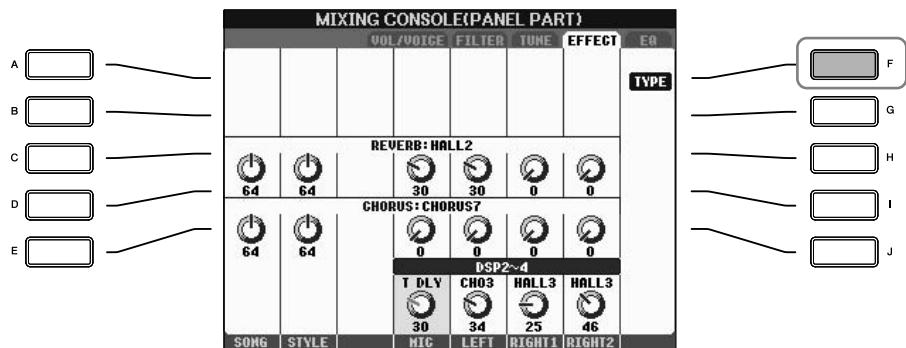 MIXING CONSOLE(PANEL PART)
VOL/VOICE FILTER TUNE EFFECT EQ
A F
TYPE
B G
REVERB:HALL2
C H
64 64 30 30 0 0
D I
CHORUS:CHORUS7
E J
64 64 0 0 0 0
DSP2~4
T DLY CHO3 HALL3 HALL3
30 34 25 46
SONG STYLE MIC LEFT RIGHT1 RIGHT2